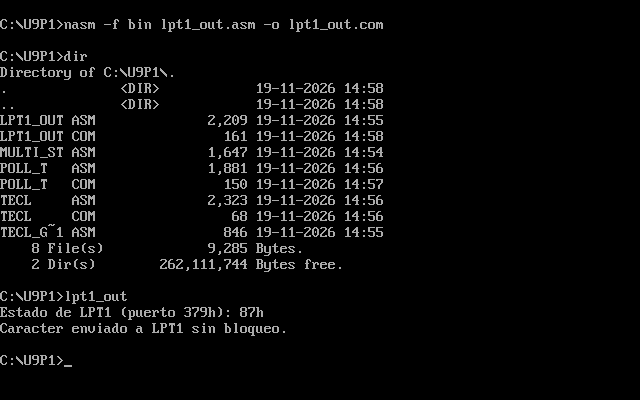 C:\U9P1>nasm -f bin lpt1_out.asm -o lpt1_out.com
C:\U9P1>dir
Directory of C:\U9P1\.
.              <DIR>            19-11-2026 14:58
..             <DIR>            19-11-2026 14:58
LPT1_OUT ASM              2,209 19-11-2026 14:55
LPT1_OUT COM                161 19-11-2026 14:58
MULTI_ST ASM              1,647 19-11-2026 14:54
POLL_T   ASM              1,881 19-11-2026 14:56
POLL_T   COM                150 19-11-2026 14:57
TECL     ASM              2,323 19-11-2026 14:56
TECL     COM                 68 19-11-2026 14:56
TECL_G~1 ASM                846 19-11-2026 14:55
    8 File(s)             9,285 Bytes.
    2 Dir(s)        262,111,744 Bytes free.
C:\U9P1>lpt1_out
Estado de LPT1 (puerto 379h): 87h
Caracter enviado a LPT1 sin bloqueo.
C:\U9P1>_